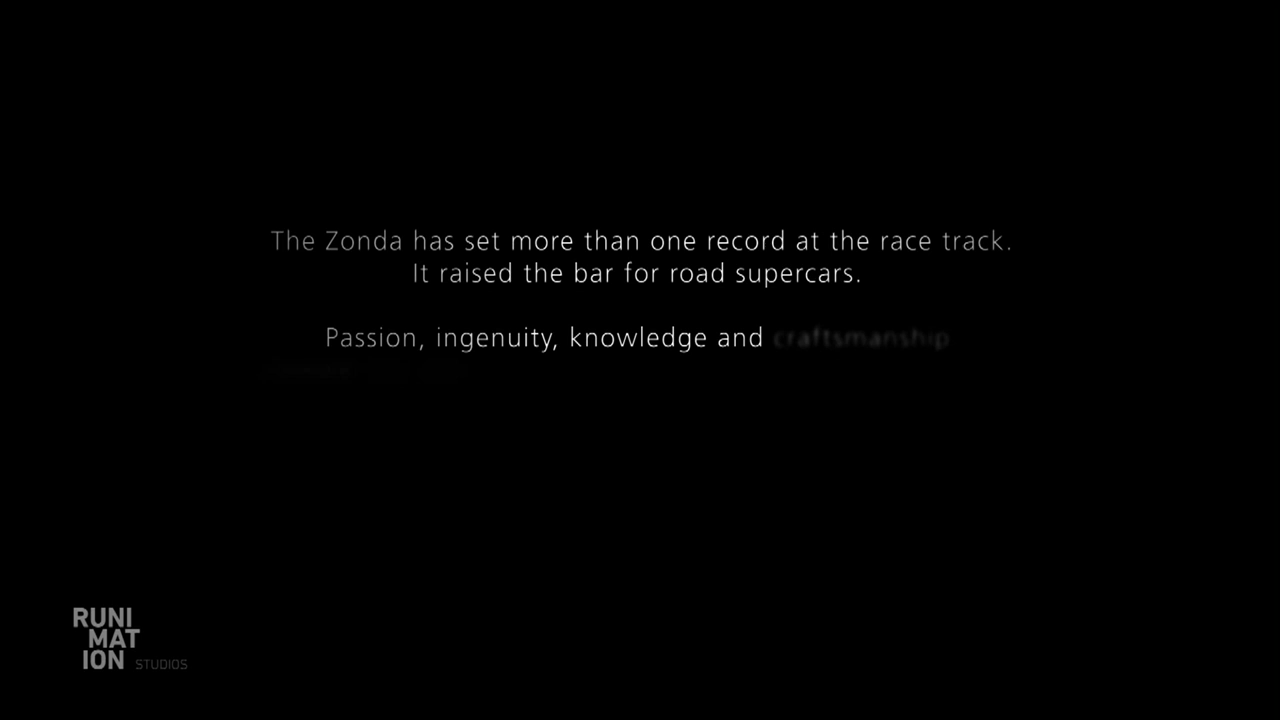 The Zonda has set more than one record at the race track.
It raised the bar for road supercars.
Passion, ingenuity, knowledge and craftsmanship
RUNI
MAT
ION STUDIOS